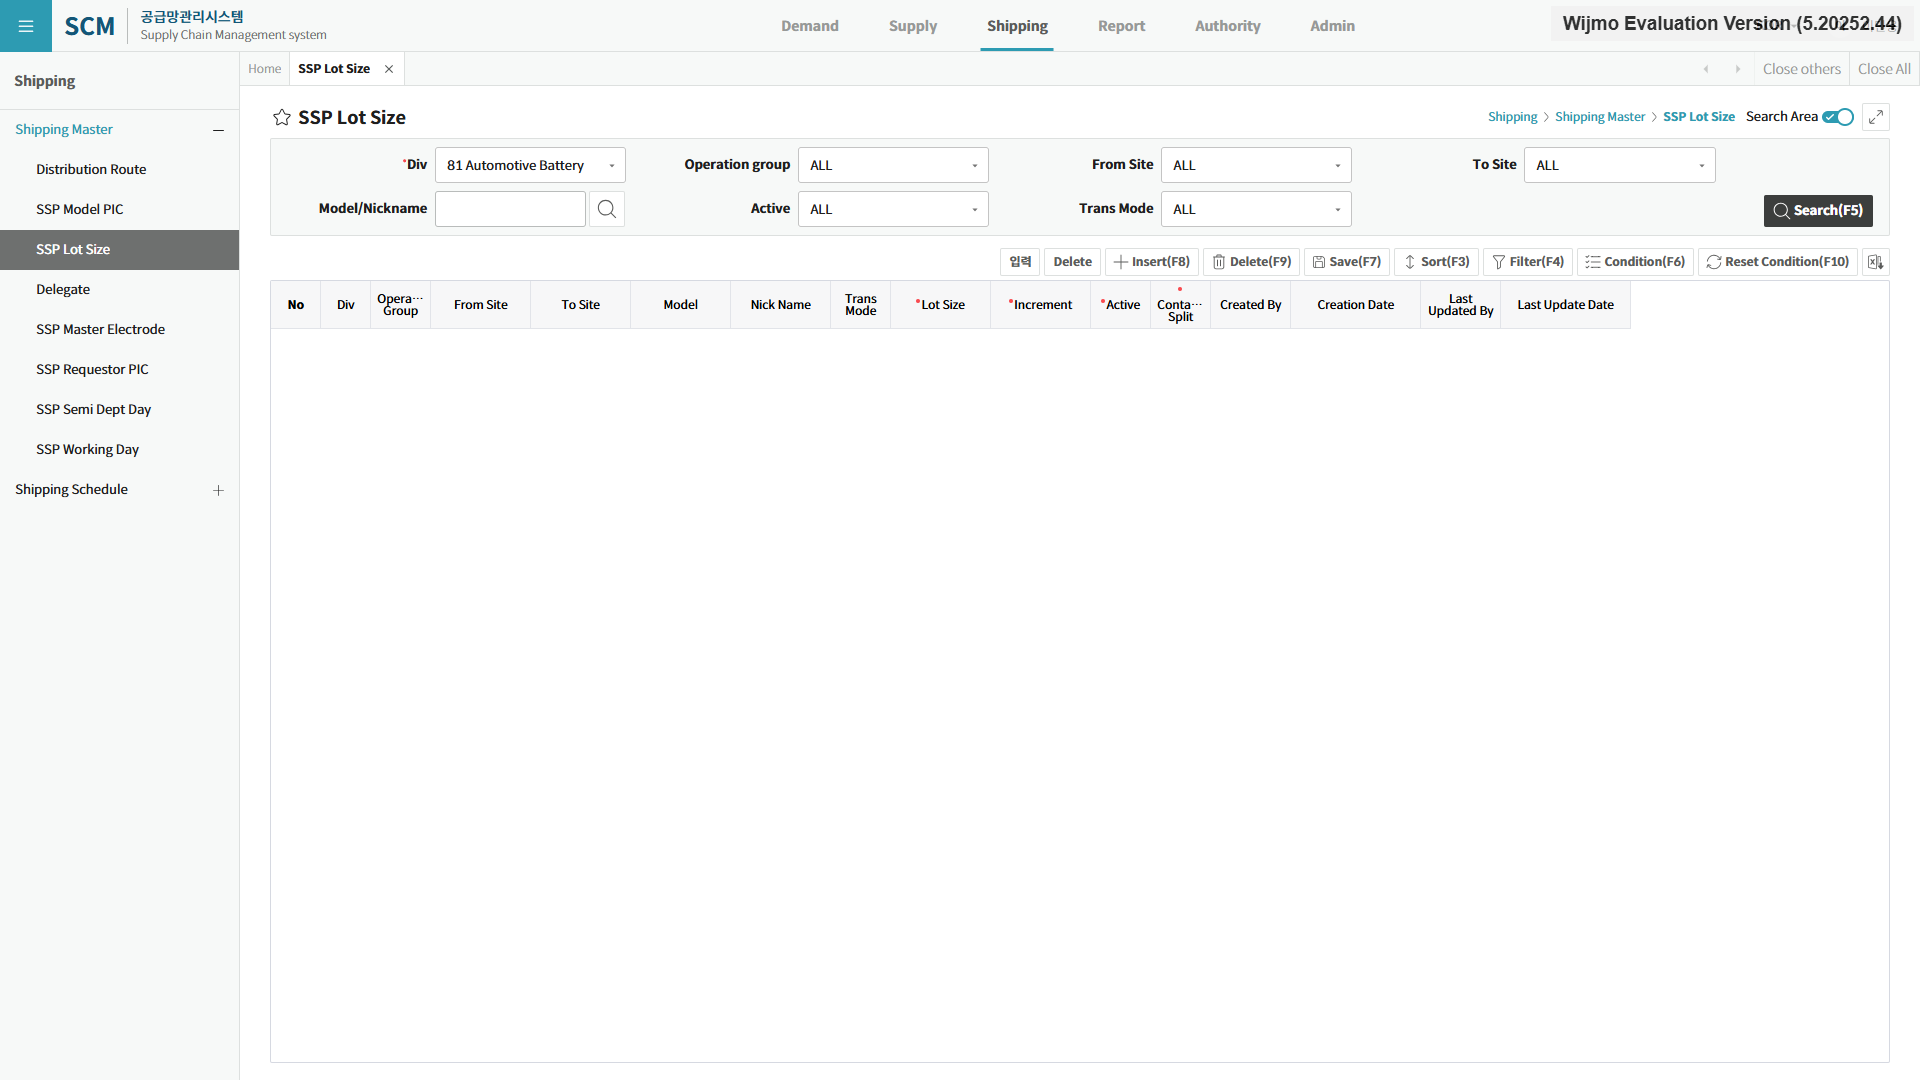 SCM
공급망관리시스템
Supply Chain Management system
Demand
Supply
Shipping
Report
Authority
Admin
Wijmo Evaluation Version (5.20252.44)
Home
SSP Lot Size
Close others
Close All
Shipping
Shipping Master
Distribution Route
SSP Model PIC
SSP Lot Size
Delegate
SSP Master Electrode
SSP Requestor PIC
SSP Semi Dept Day
SSP Working Day
Shipping Schedule
SSP Lot Size
Shipping > Shipping Master > SSP Lot Size
Search Area
*Div 81 Automotive Battery
Operation group ALL
From Site ALL
To Site ALL
Model/Nickname
Active ALL
Trans Mode ALL
Search(F5)
입력
Delete
Insert(F8)
Delete(F9)
Save(F7)
Sort(F3)
Filter(F4)
Condition(F6)
Reset Condition(F10)
No
Div
Opera…
Group
From Site
To Site
Model
Nick Name
Trans
Mode
*Lot Size
*Increment
*Active
*
Conta…
Split
Created By
Creation Date
Last
Updated By
Last Update Date